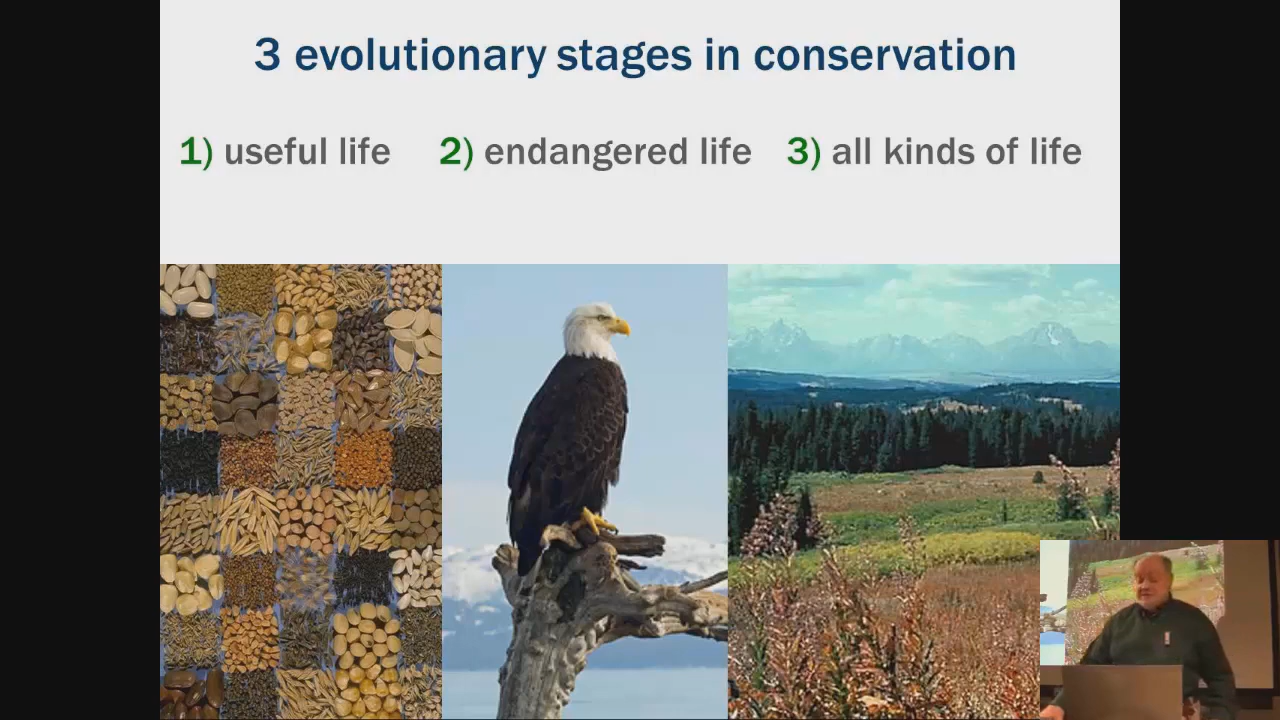 3 evolutionary stages in conservation
1) useful life 2) endangered life 3) all kinds of life